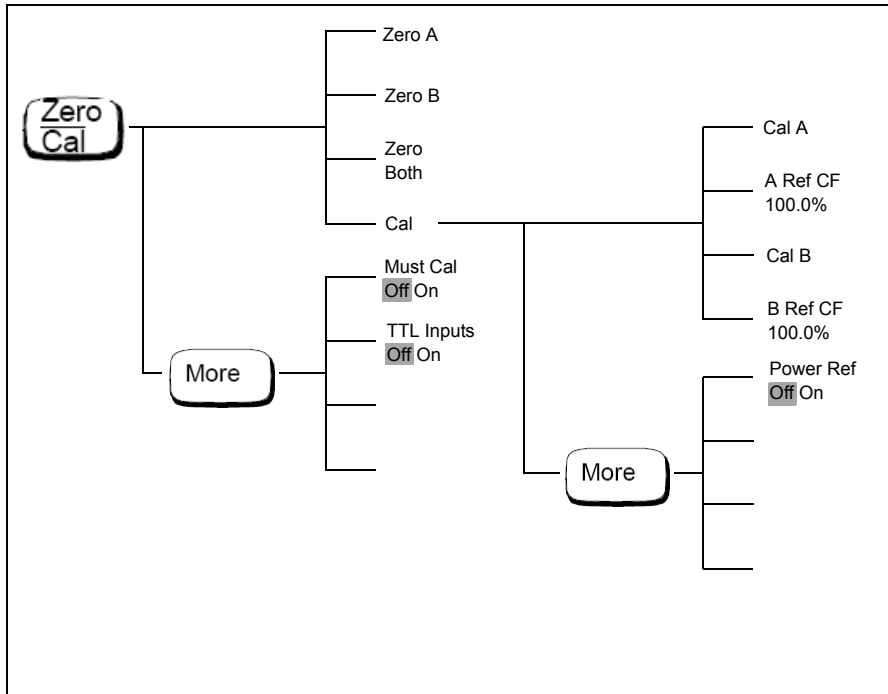 Zero
Cal
Zero A
Zero B
Zero
Both
Cal
Must Cal
Off On
TTL Inputs
Off On
More
Cal A
A Ref CF
100.0%
Cal B
B Ref CF
100.0%
Power Ref
Off On
More